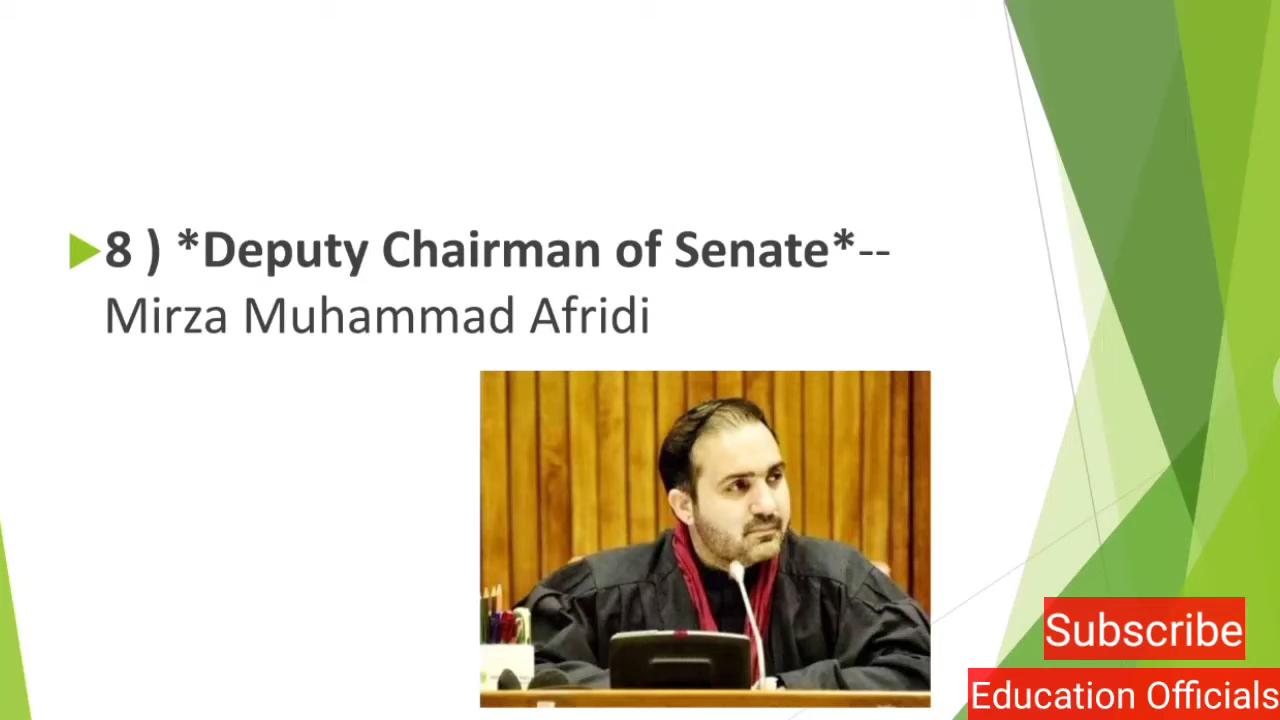 8 ) *Deputy Chairman of Senate*--
Mirza Muhammad Afridi
Subscribe
Education Officials